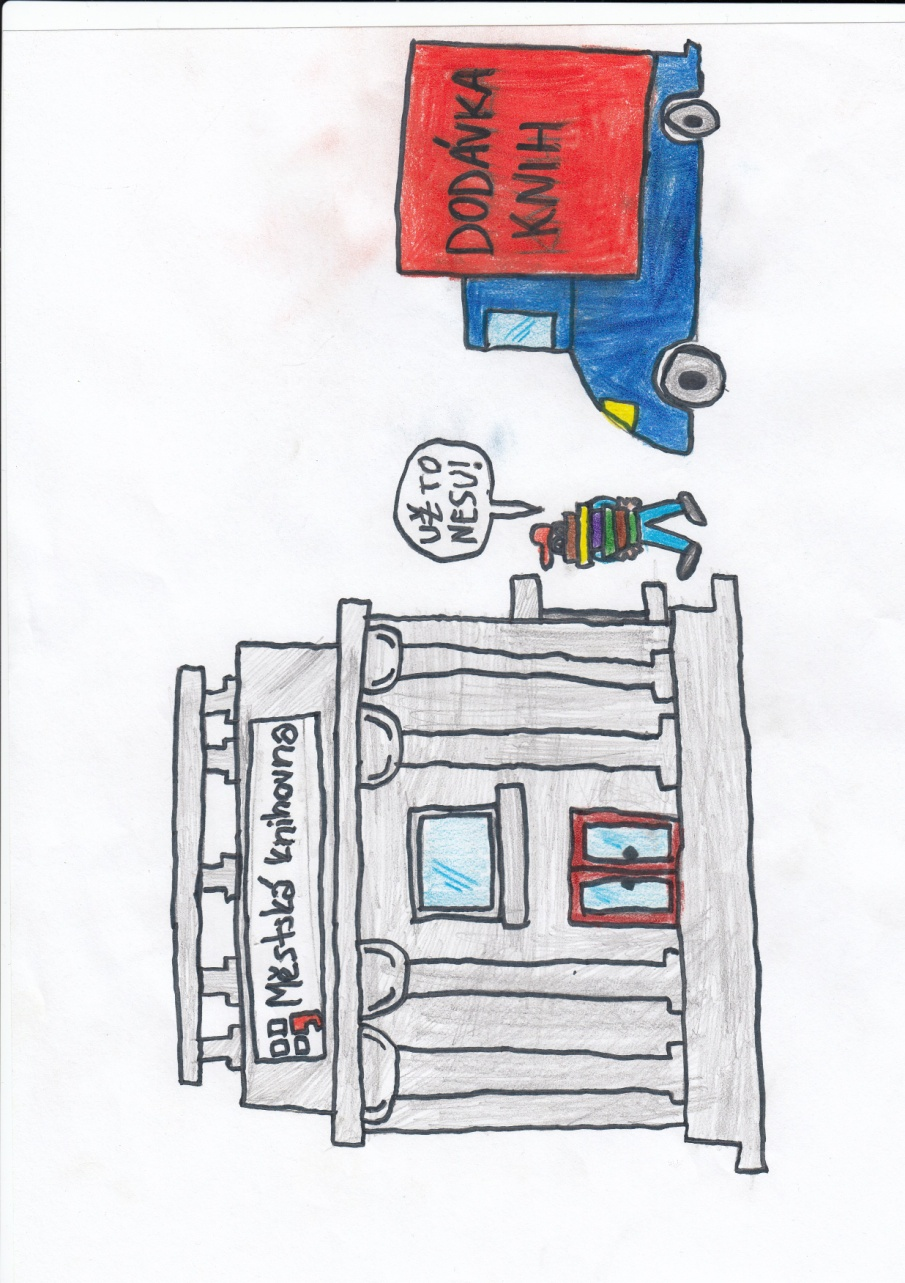 Městská knihovna
UŽ TO
NESU!
DODÁVKA
KNIH